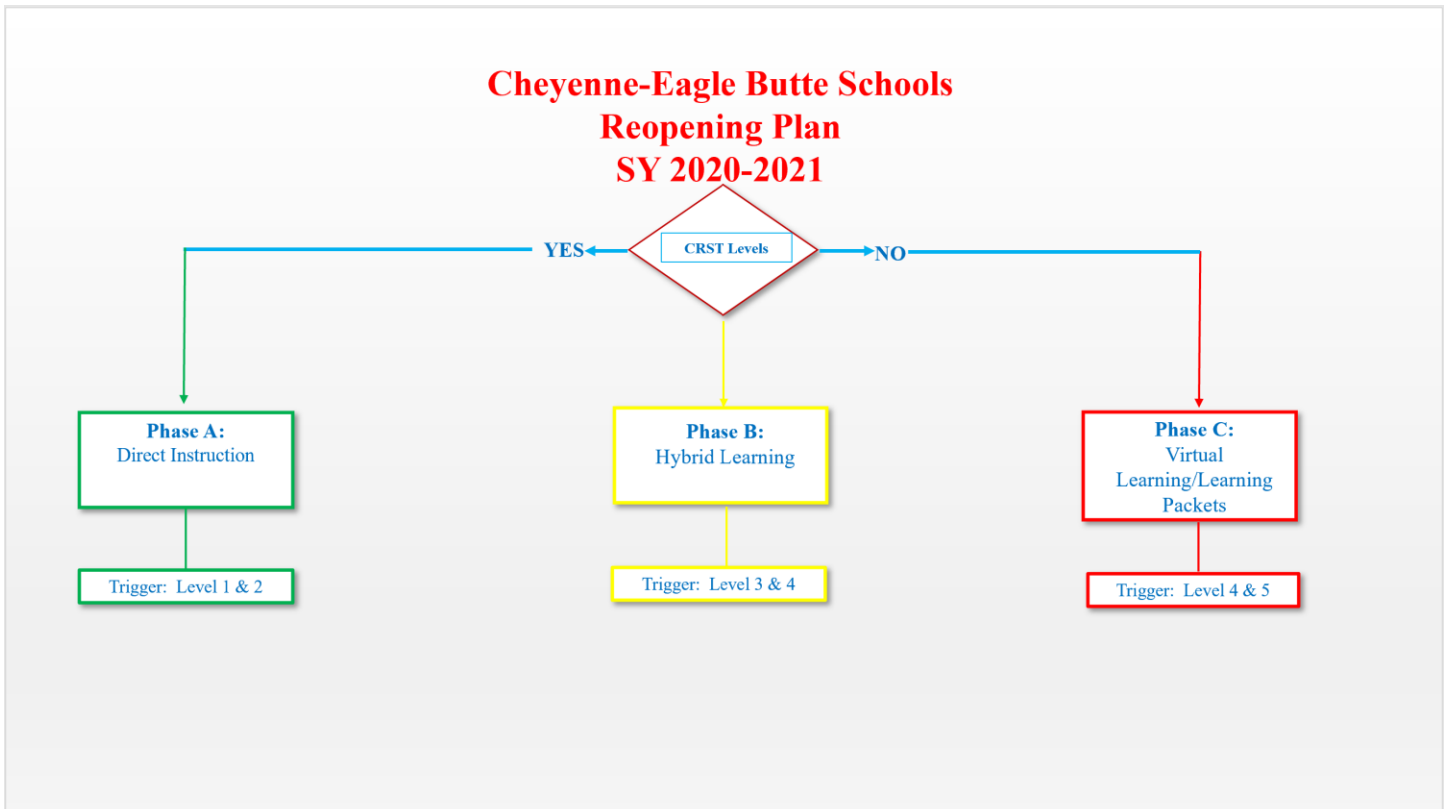 Cheyenne-Eagle Butte Schools
Reopening Plan
SY 2020-2021
YES
CRST Levels
NO
Phase A:
Direct Instruction
Phase B:
Hybrid Learning
Phase C:
Virtual
Learning/Learning
Packets
Trigger: Level 1 & 2
Trigger: Level 3 & 4
Trigger: Level 4 & 5